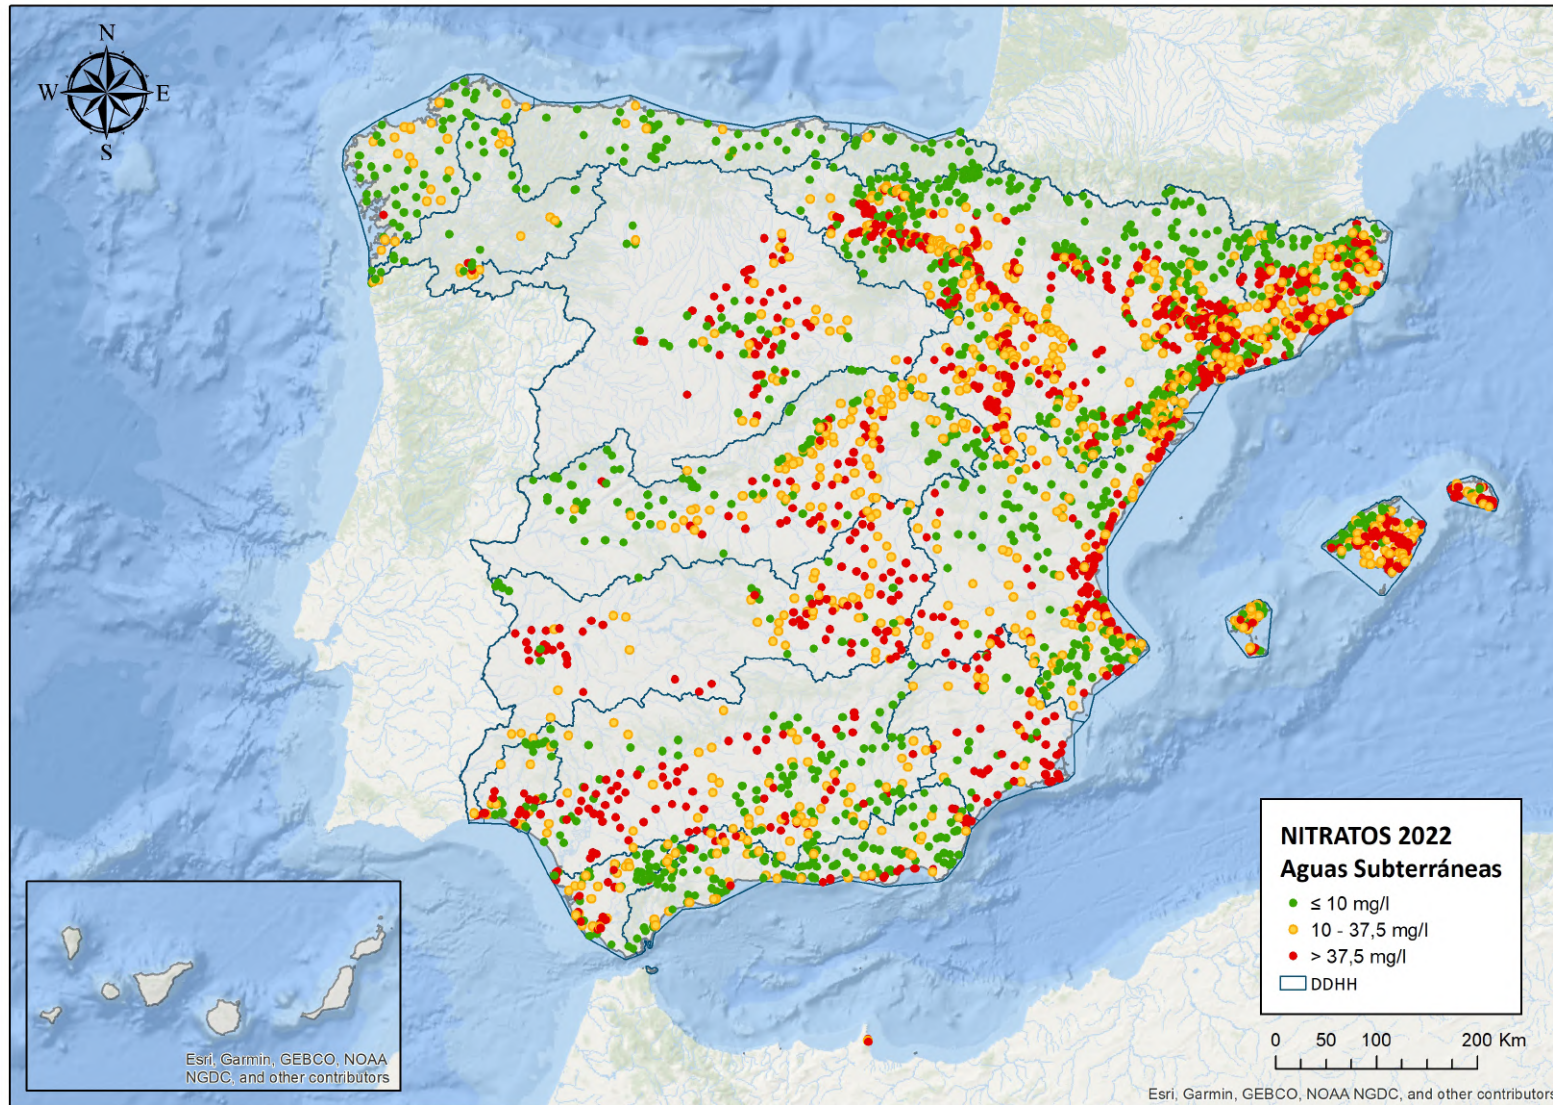 N
W
E
S
NITRATOS 2022
Aguas Subterráneas
≤ 10 mg/l
10 - 37,5 mg/l
> 37,5 mg/l
DDHH
0 50 100 200 Km
Esri, Garmin, GEBCO, NOAA
NGDC, and other contributors
Esri, Garmin, GEBCO, NOAA NGDC, and other contributors